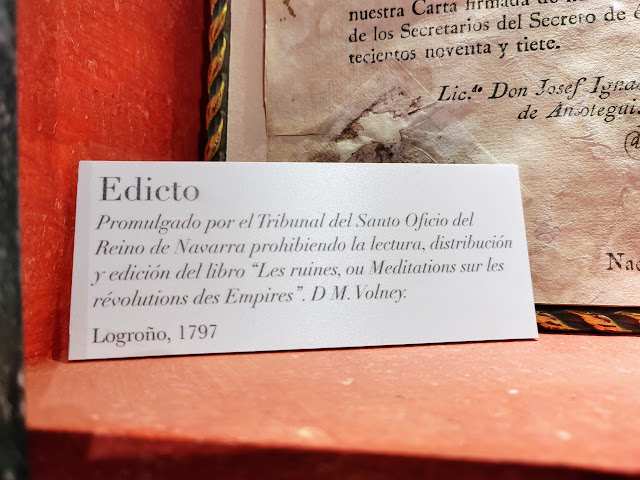 nuestra Carta firmada de
de los Secretarios del Secreto de
tecientos noventa y tiete.
Lic.do Don Josef Igna
de Ansotegui.
Nac
Edicto
Promulgado por el Tribunal del Santo Oficio del
Reino de Navarra prohibiendo la lectura, distribución
y edición del libro “Les ruines, ou Meditations sur les
révolutions des Empires”. D M. Volney.
Logroño, 1797